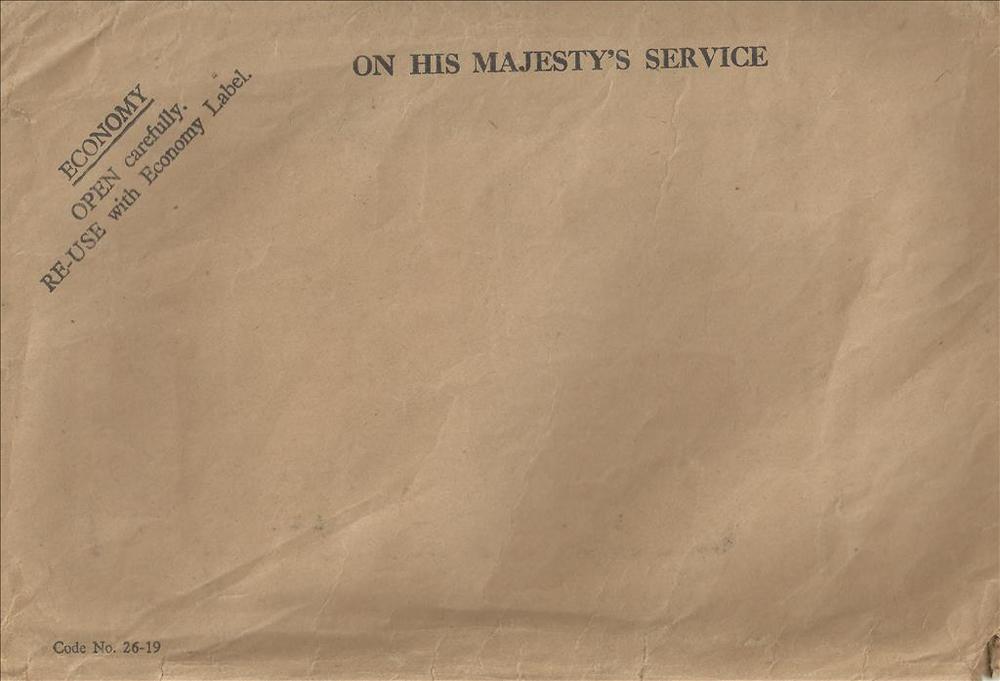 ON HIS MAJESTY'S SERVICE
ECONOMY
OPEN carefully.
RE-USE with Economy Label.
Code No. 26-19